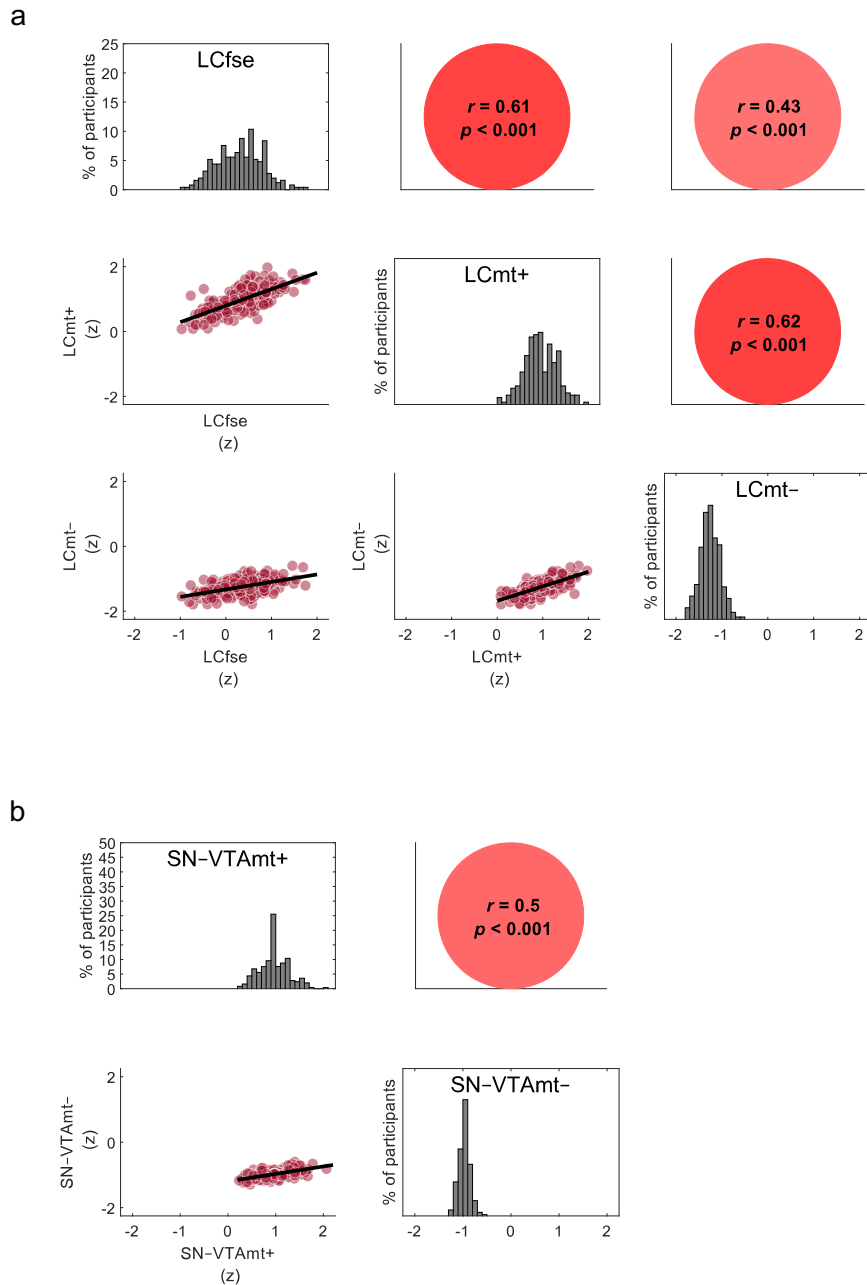 a
LCfse
25
20
15
10
5
0
% of participants
r = 0.61
p < 0.001
r = 0.43
p < 0.001
2
0
-2
LCmt+
(z)
LCfse
(z)
LCmt+
% of participants
r = 0.62
p < 0.001
2
0
-2
LCmt−
(z)
-2 -1 0 1 2
LCfse
(z)
LCmt−
(z)
-2 -1 0 1 2
LCmt+
(z)
LCmt−
% of participants
-2 -1 0 1 2
b
SN−VTAmt+
50
45
40
35
30
25
20
15
10
5
0
% of participants
r = 0.5
p < 0.001
2
0
-2
SN−VTAmt-
(z)
-2 -1 0 1 2
SN−VTAmt+
(z)
SN−VTAmt-
% of participants
-2 -1 0 1 2